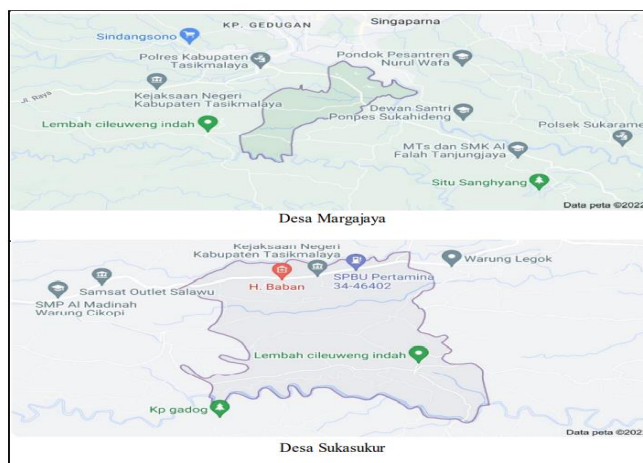 KP. GEDUGAN
Singaparna
Sindangsono
Polres Kabupaten
Tasikmalaya
Pondok Pesantren
Nurul Wafa
Jl. Raya
Kejaksaan Negeri
Kabupaten Tasikmalaya
Dewan Santri
Ponpes Sukahideng
Lembah cileuweng indah
Polsek Sukarame
MTs dan SMK Al
Falah Tanjungjaya
Situ Sanghyang
Data peta ©2022
Desa Margajaya
Kejaksaan Negeri
Kabupaten Tasikmalaya
Warung Legok
Samsat Outlet Salawu
H. Baban
SPBU Pertamina
34-46402
SMP Al Madinah
Warung Cikopi
Lembah cileuweng indah
Kp gadog
Data peta ©2022
Desa Sukasukur